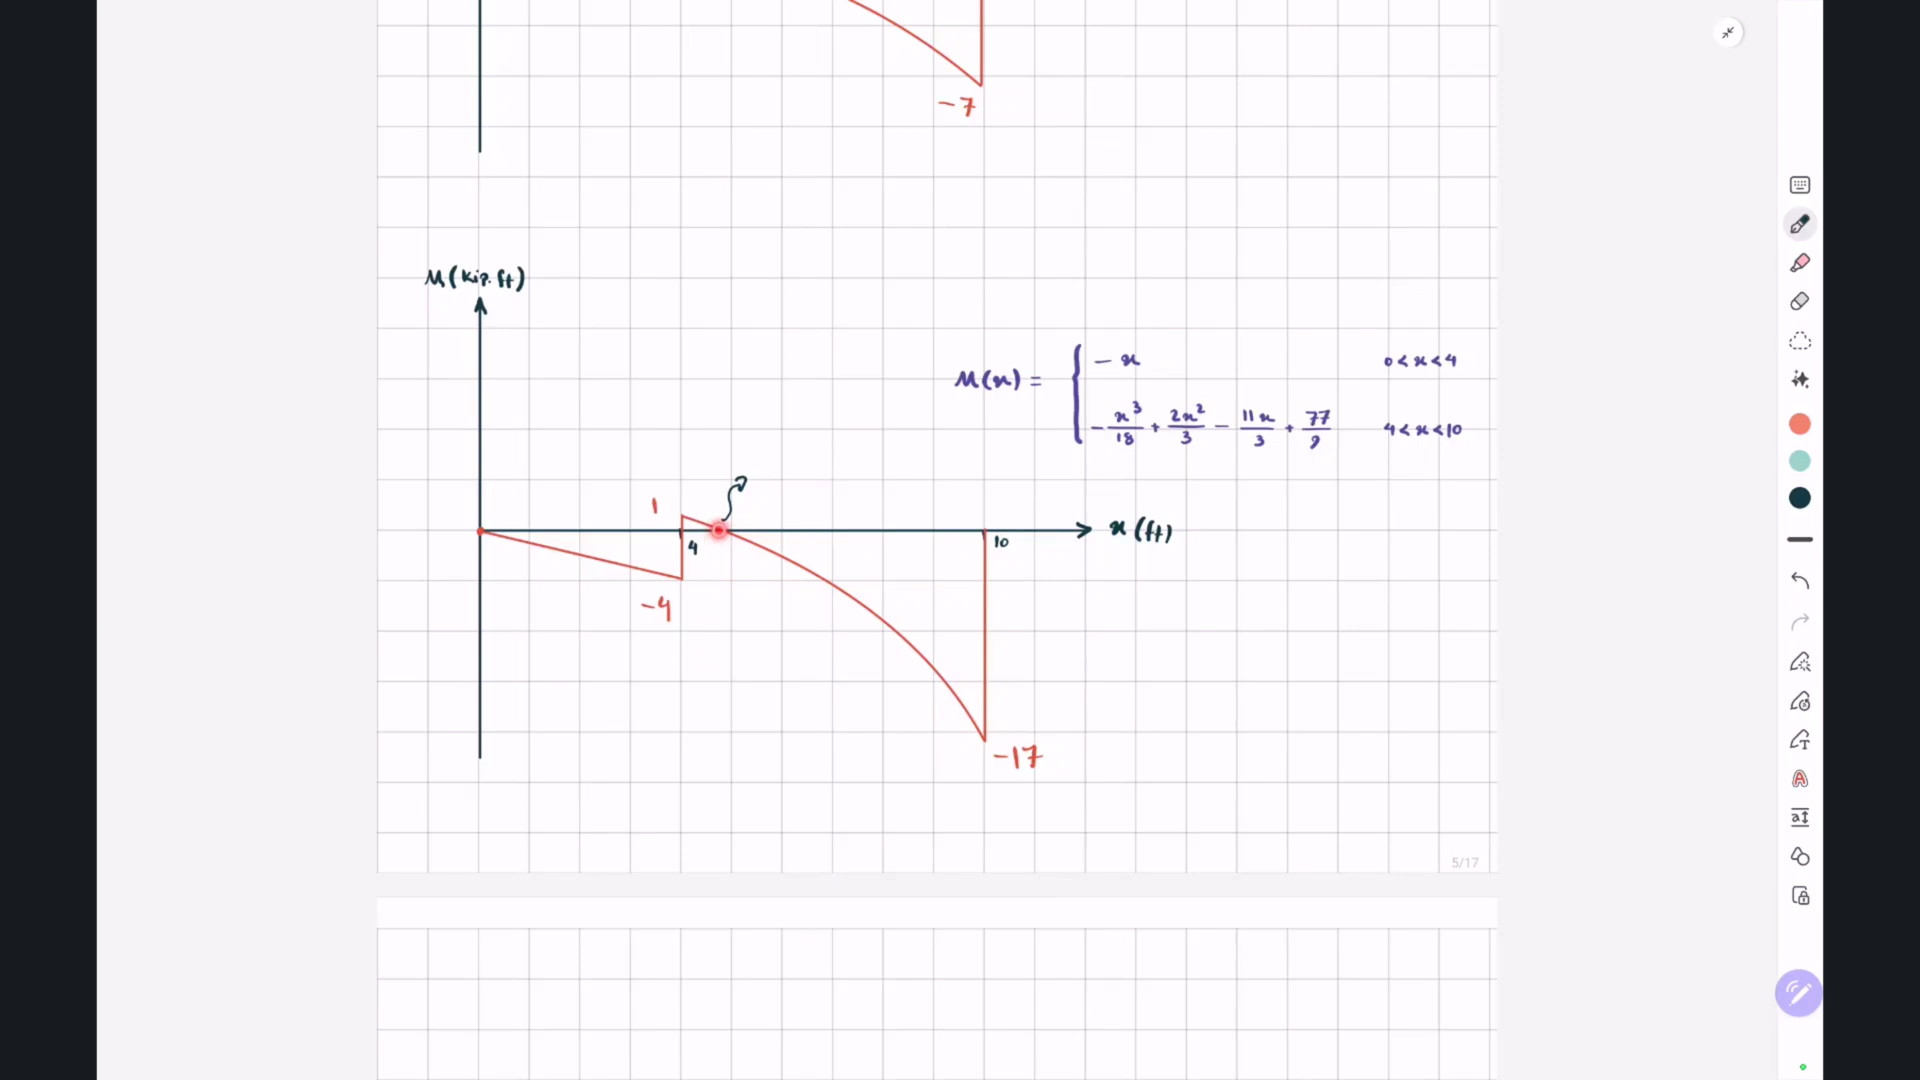 -7
M(kip.ft)
M(x) = { -x 0<x<4
-x³/18 + 2x²/3 - 11x/3 + 77/9 4<x<10
1
4
10
x (ft)
-4
-17
5/17